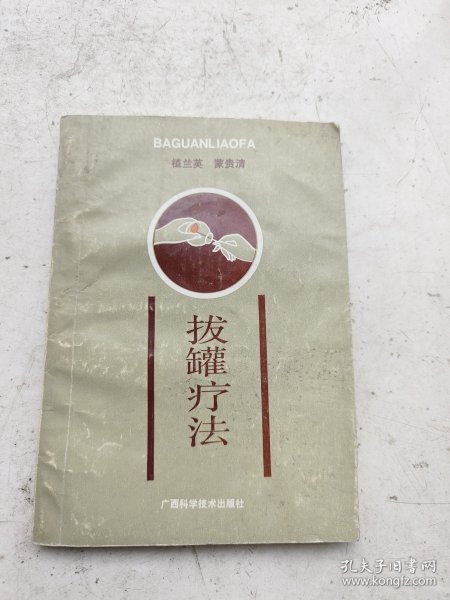 BAGUANLIAOFA
植兰英 蒙贵清
拔罐疗法
广西科学技术出版社
孔夫子旧书网
www.kongfz.com